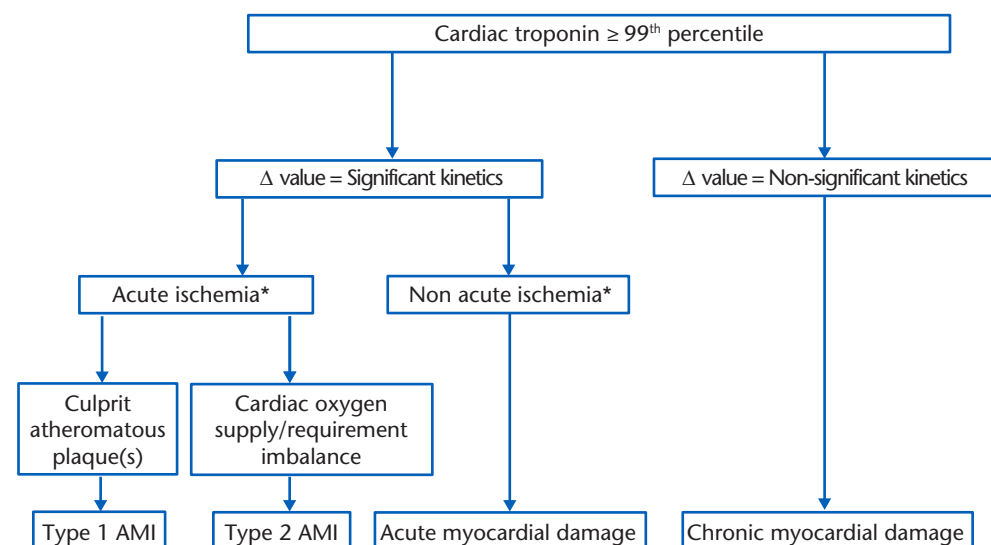 Cardiac troponin ≥ 99th percentile
Δ value = Significant kinetics
Δ value = Non-significant kinetics
Acute ischemia*
Non acute ischemia*
Culprit
atheromatous
plaque(s)
Cardiac oxygen
supply/requirement
imbalance
Type 1 AMI
Type 2 AMI
Acute myocardial damage
Chronic myocardial damage